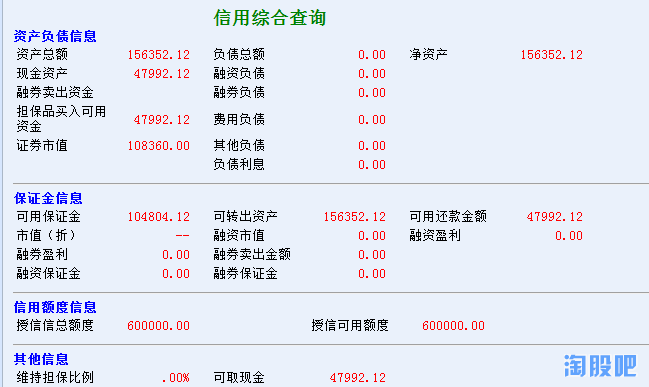 信用综合查询
资产负债信息
资产总额 156352.12 负债总额 0.00 净资产 156352.12
现金资产 47992.12 融资负债 0.00
融券卖出资金 融券负债 0.00
担保品买入可用
资金 47992.12 费用负债 0.00
证券市值 108360.00 其他负债 0.00
负债利息 0.00
保证金信息
可用保证金 104804.12 可转出资产 156352.12 可用还款金额 47992.12
市值（折） -- 融资市值 0.00 融资盈利 0.00
融券盈利 0.00 融券卖出金额 0.00
融资保证金 0.00 融券保证金 0.00
信用额度信息
授信信总额度 600000.00 授信可用额度 600000.00
其他信息
维持担保比例 .00% 可取现金 47992.12
淘股吧